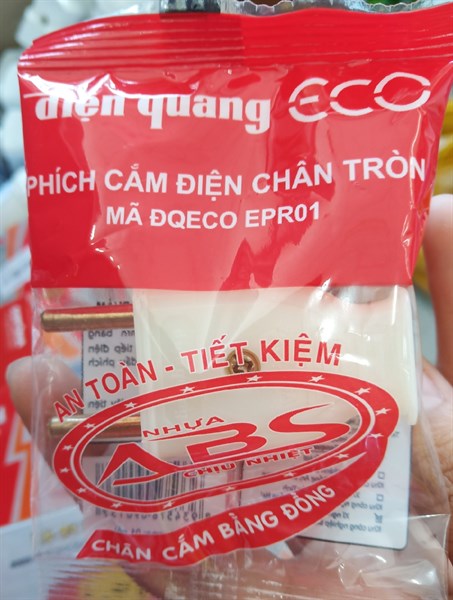 điện quang ECO
PHÍCH CẮM ĐIỆN CHÂN TRÒN
MÃ ĐQECO EPR01
AN TOÀN - TIẾT KIỆM
NHỰA
ABS
CHỊU NHIỆT
CHÂN CẮM BẰNG ĐỒNG